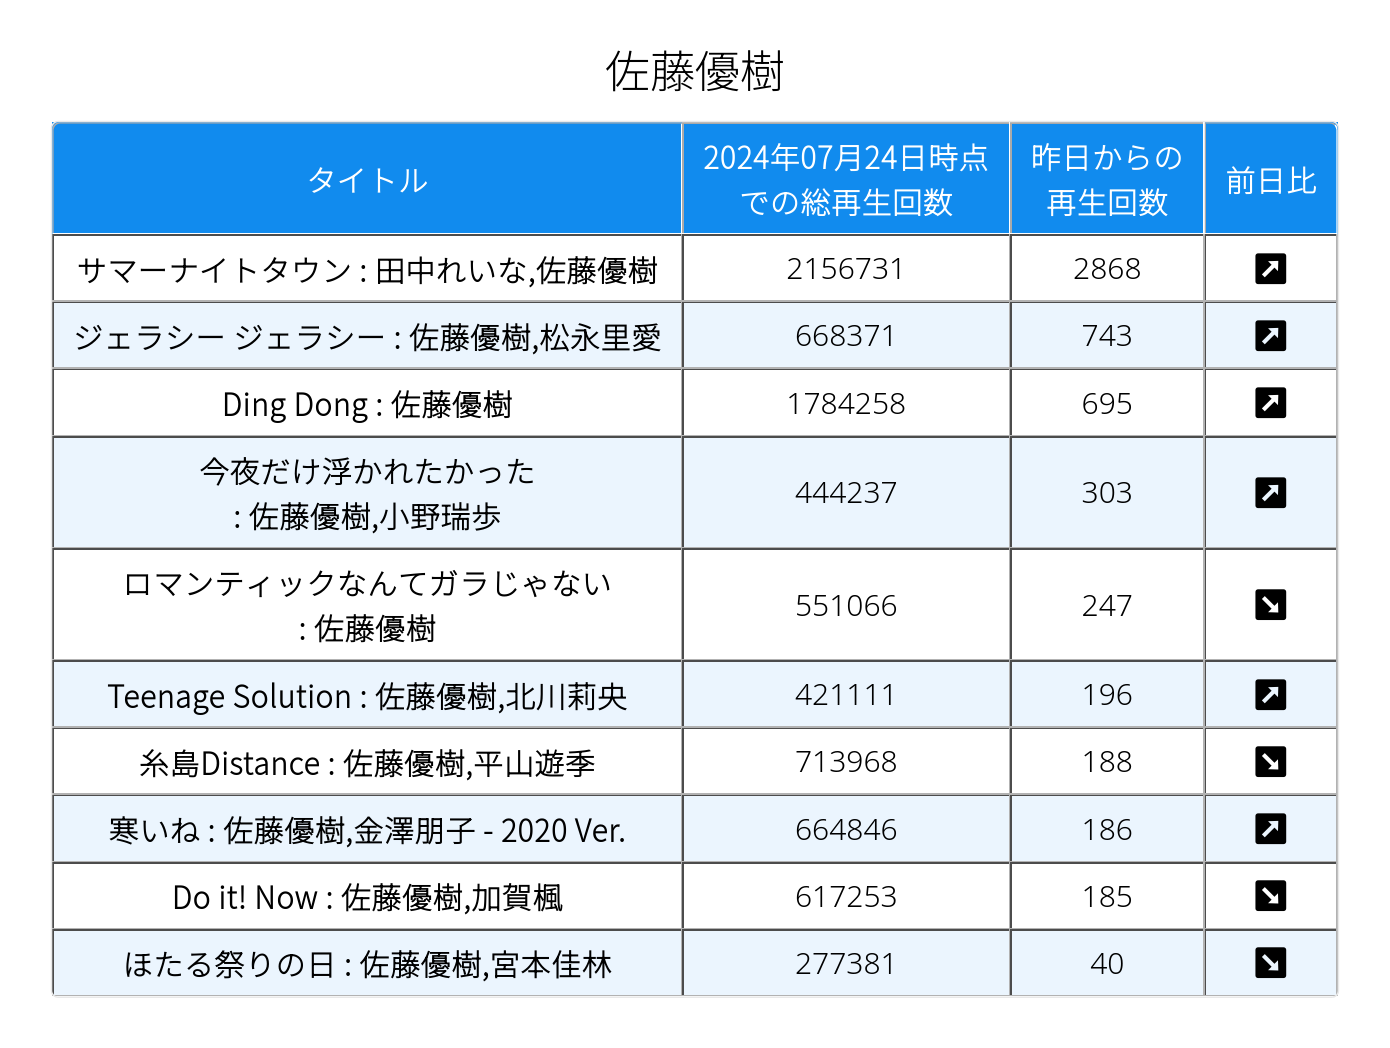 佐藤優樹
タイトル
2024年07月24日時点
での総再生回数
昨日からの
再生回数
前日比
サマーナイトタウン : 田中れいな,佐藤優樹 2156731 2868
ジェラシー ジェラシー : 佐藤優樹,松永里愛 668371 743
Ding Dong : 佐藤優樹 1784258 695
今夜だけ浮かれたかった
: 佐藤優樹,小野瑞歩 444237 303
ロマンティックなんてガラじゃない
: 佐藤優樹 551066 247
Teenage Solution : 佐藤優樹,北川莉央 421111 196
糸島Distance : 佐藤優樹,平山遊季 713968 188
寒いね : 佐藤優樹,金澤朋子 - 2020 Ver. 664846 186
Do it! Now : 佐藤優樹,加賀楓 617253 185
ほたる祭りの日 : 佐藤優樹,宮本佳林 277381 40